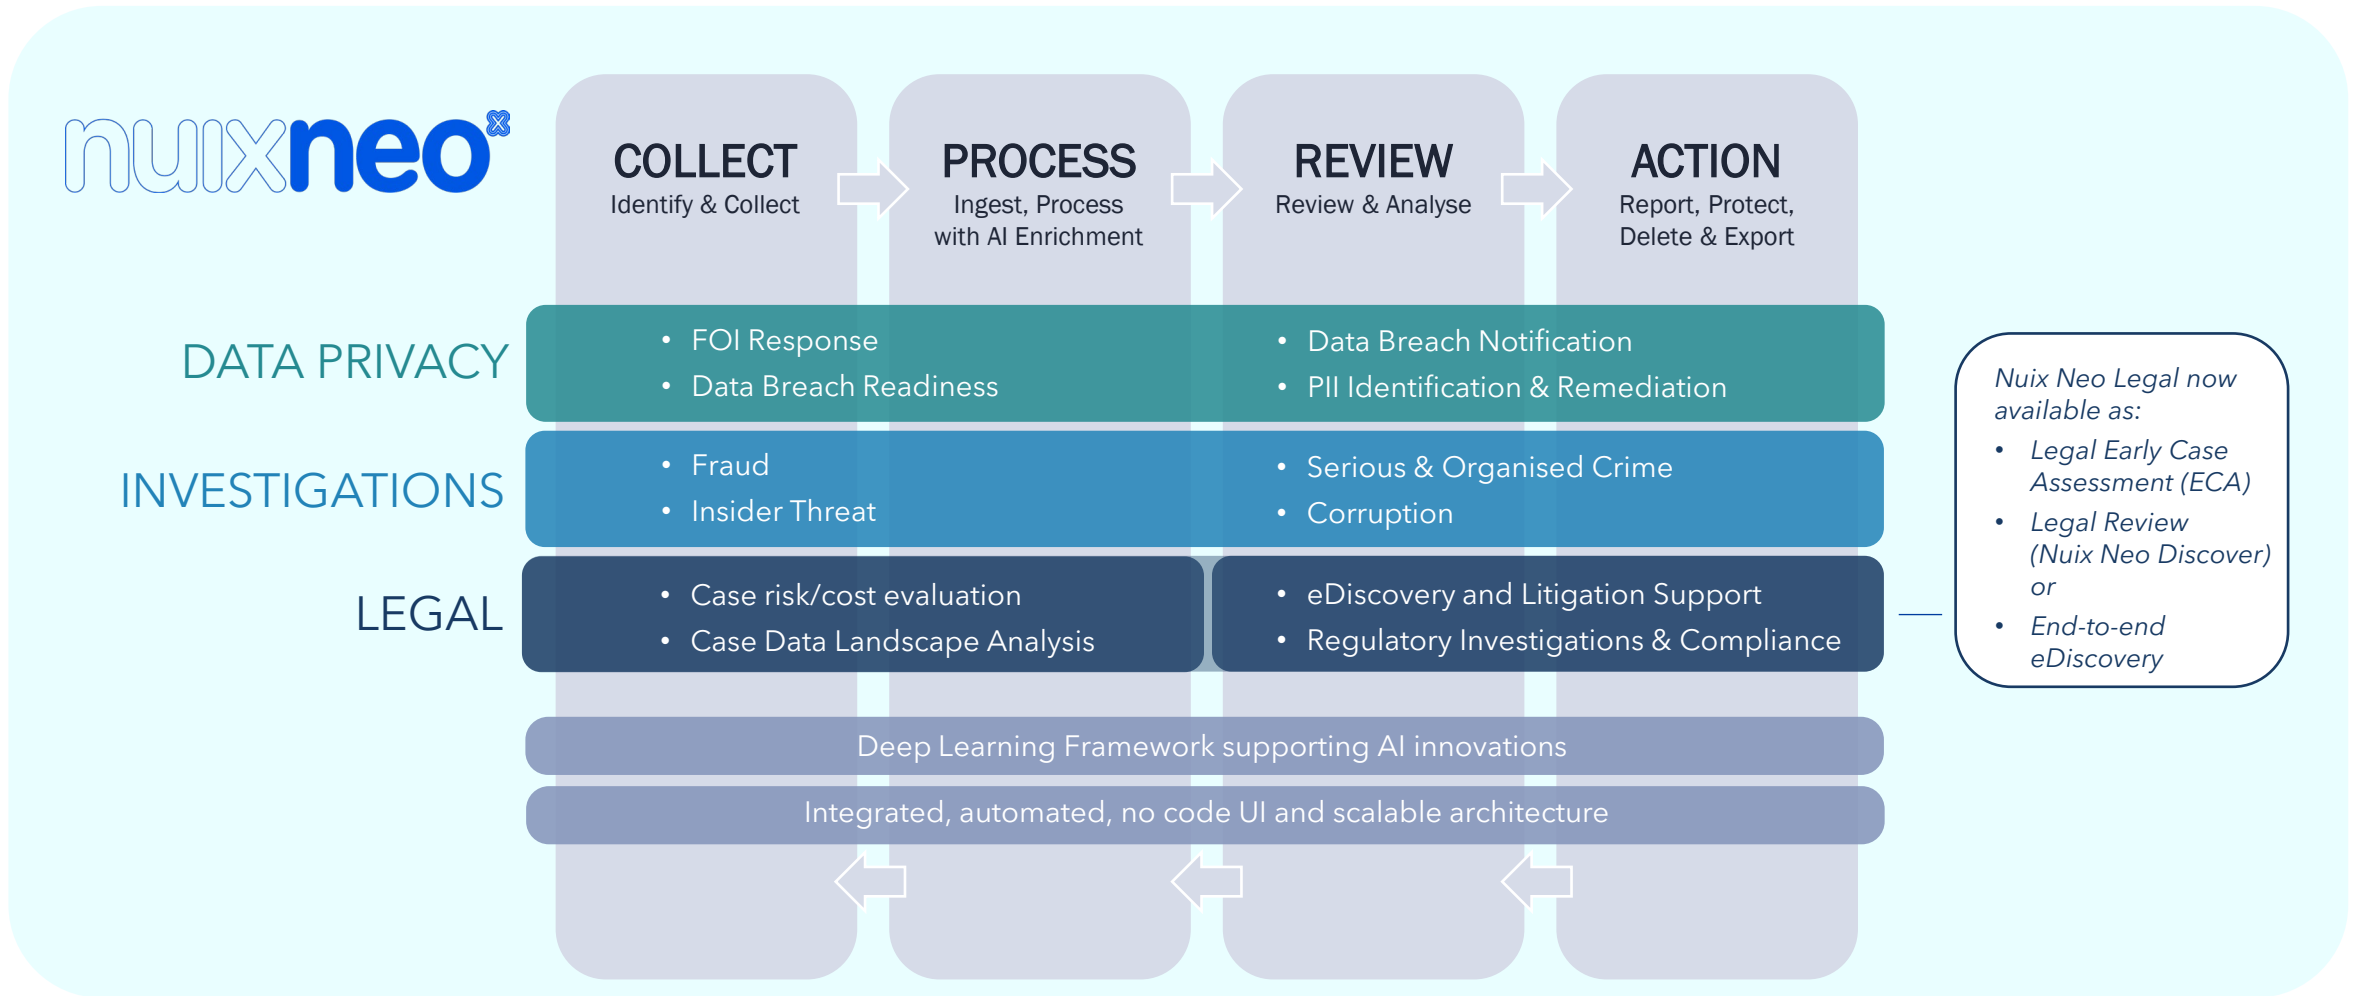 nuixneo
COLLECT
Identify & Collect
PROCESS
Ingest, Process
with AI Enrichment
REVIEW
Review & Analyse
ACTION
Report, Protect,
Delete & Export
DATA PRIVACY
• FOI Response
• Data Breach Readiness
• Data Breach Notification
• PII Identification & Remediation
INVESTIGATIONS
• Fraud
• Insider Threat
• Serious & Organised Crime
• Corruption
LEGAL
• Case risk/cost evaluation
• Case Data Landscape Analysis
• eDiscovery and Litigation Support
• Regulatory Investigations & Compliance
Nuix Neo Legal now
available as:
• Legal Early Case
Assessment (ECA)
• Legal Review
(Nuix Neo Discover)
or
• End-to-end
eDiscovery
Deep Learning Framework supporting AI innovations
Integrated, automated, no code UI and scalable architecture